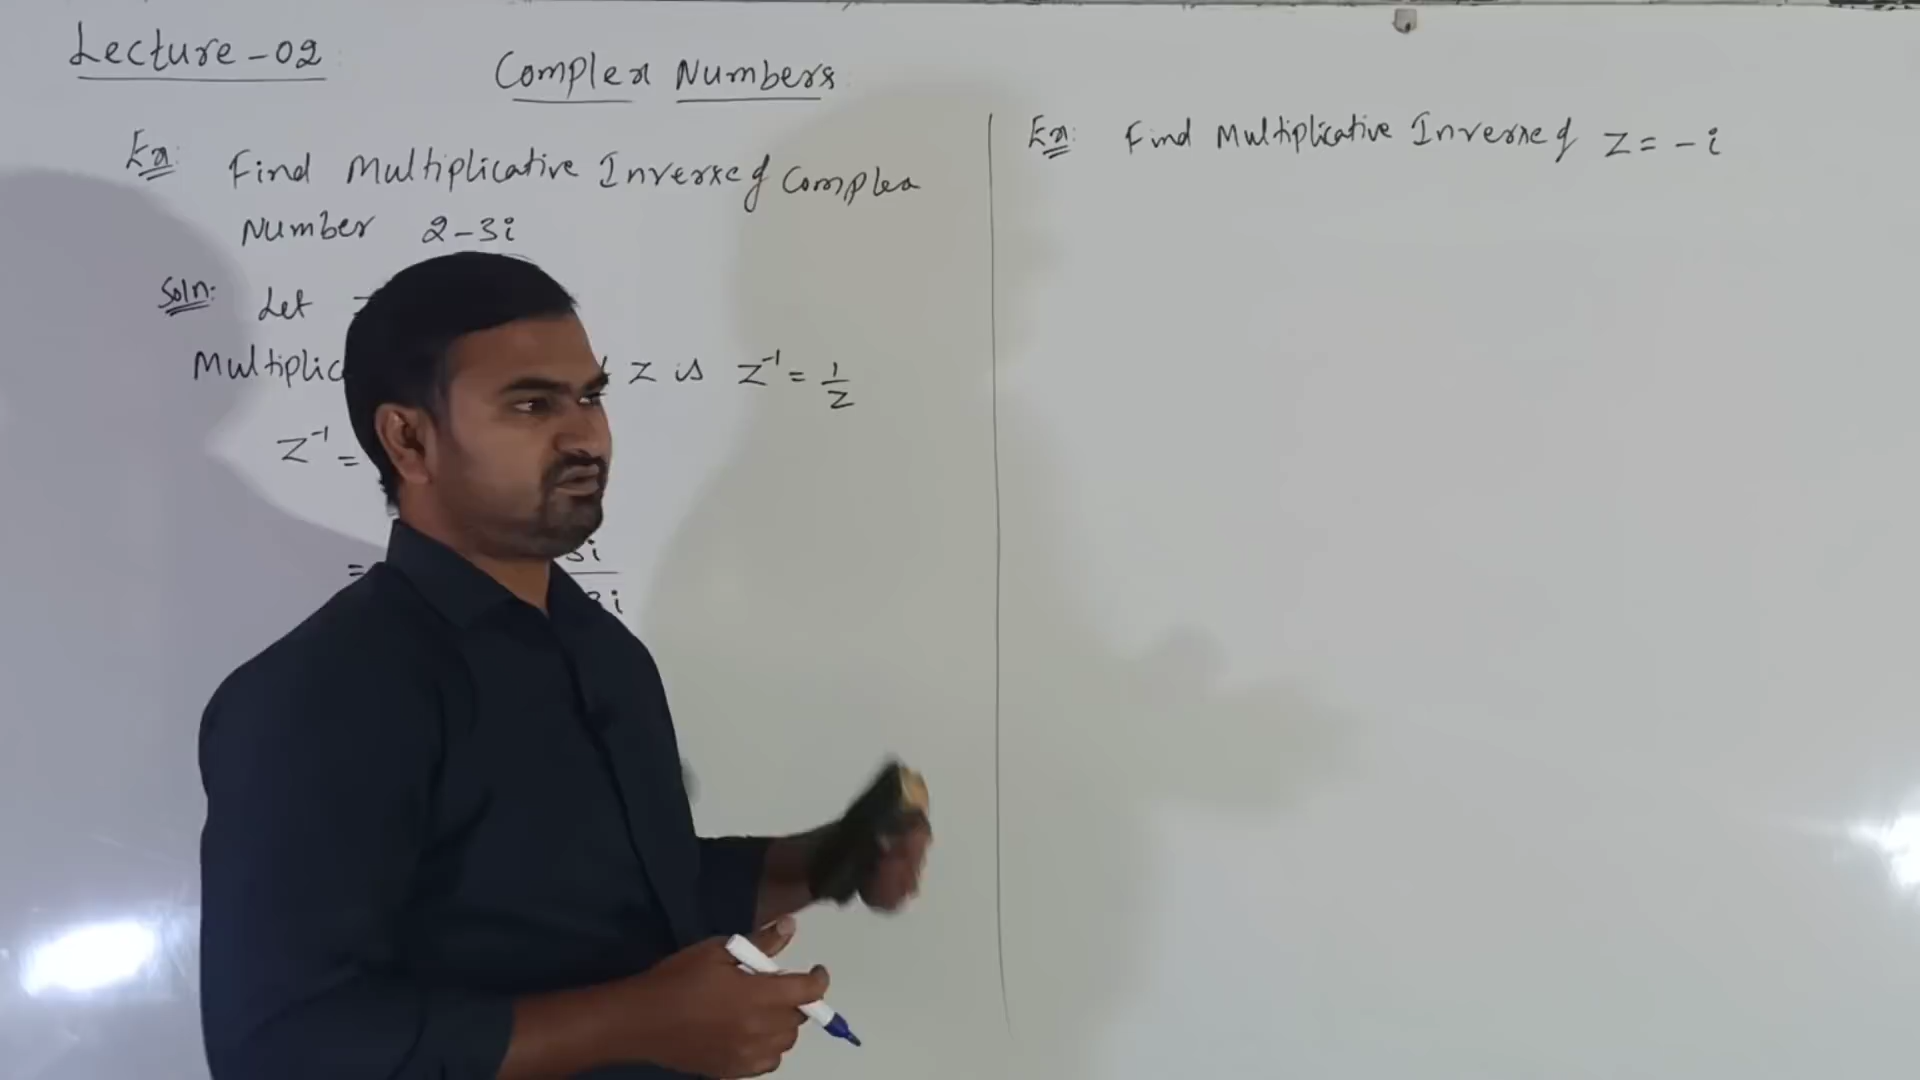 Lecture - 02
Complex Numbers
Ex: Find Multiplicative Inverse of Complex
Number 2-3i
Soln: Let
z is z⁻¹ = 1/z
z⁻¹ =
=
Ex: Find Multiplicative Inverse of z = -i